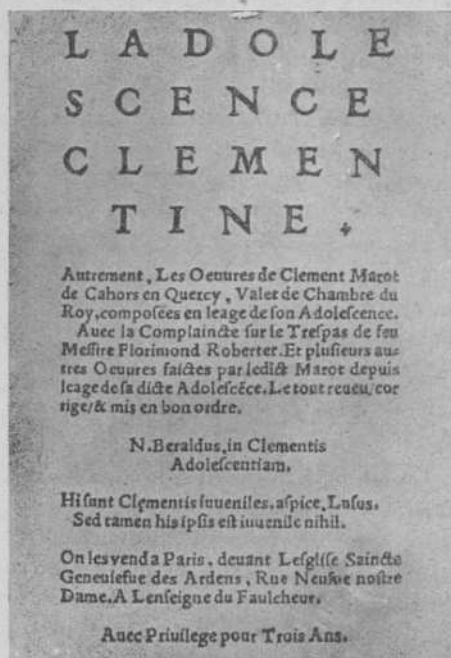 LADOLE
SCENCE
CLEMEN
TINE.
Autrement, Les Oeuures de Clement Marot
de Cahors en Quercy, Valet de Chambre du
Roy, composees en leage de son Adolescence.
Auec la Complaincte sur le Trespas de feu
Messire Florimond Robertet. Et plusieurs au-
tres Oeuures faictes par ledict Marot depuis
leage de sa dicte Adolescēce. Le tout reueu/cor
rige/& mis en bon ordre.
N. Beraldus, in Clementis
Adolescentiam.
Hi sunt Clęmentis iuueniles, aspice, Lusus.
Sed tamen his ipsis est iuuenile nihil.
On les vend a Paris, deuant Lesglise Saincte
Geneuiefue des Ardens, Rue Neufue nostre
Dame. A Lenseigne du Faulcheur.
Auec Priuilege pour Trois Ans.